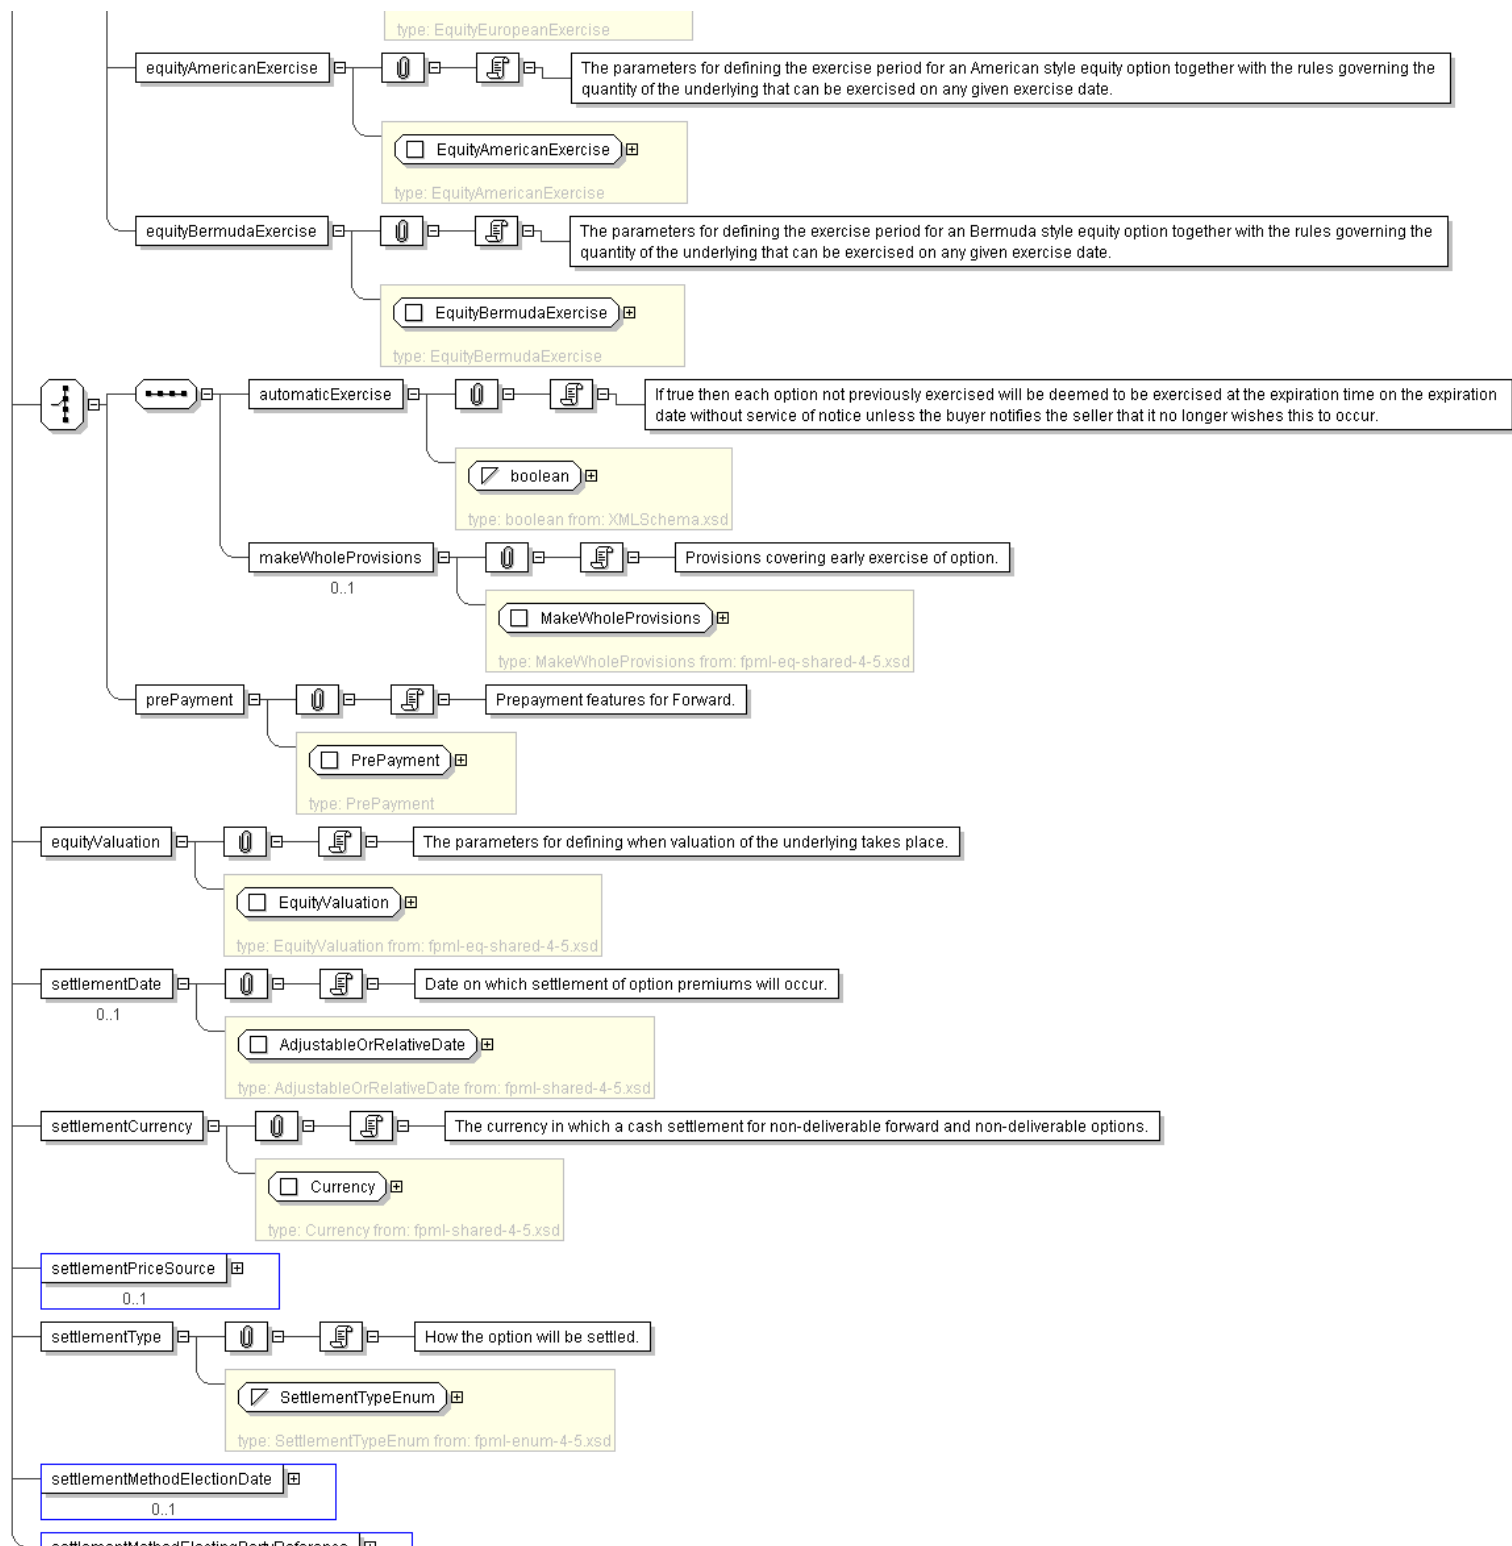 type: EquityEuropeanExercise
equityAmericanExercise
The parameters for defining the exercise period for an American style equity option together with the rules governing the
quantity of the underlying that can be exercised on any given exercise date.
EquityAmericanExercise
type: EquityAmericanExercise
equityBermudaExercise
The parameters for defining the exercise period for an Bermuda style equity option together with the rules governing the
quantity of the underlying that can be exercised on any given exercise date.
EquityBermudaExercise
type: EquityBermudaExercise
automaticExercise
If true then each option not previously exercised will be deemed to be exercised at the expiration time on the expiration
date without service of notice unless the buyer notifies the seller that it no longer wishes this to occur.
boolean
type: boolean from: XMLSchema.xsd
makeWholeProvisions
Provisions covering early exercise of option.
0..1
MakeWholeProvisions
type: MakeWholeProvisions from: fpml-eq-shared-4-5.xsd
prePayment
Prepayment features for Forward.
PrePayment
type: PrePayment
equityValuation
The parameters for defining when valuation of the underlying takes place.
EquityValuation
type: EquityValuation from: fpml-eq-shared-4-5.xsd
settlementDate
Date on which settlement of option premiums will occur.
0..1
AdjustableOrRelativeDate
type: AdjustableOrRelativeDate from: fpml-shared-4-5.xsd
settlementCurrency
The currency in which a cash settlement for non-deliverable forward and non-deliverable options.
Currency
type: Currency from: fpml-shared-4-5.xsd
settlementPriceSource
0..1
settlementType
How the option will be settled.
SettlementTypeEnum
type: SettlementTypeEnum from: fpml-enum-4-5.xsd
settlementMethodElectionDate
0..1
settlementMethodElectingPartyReference